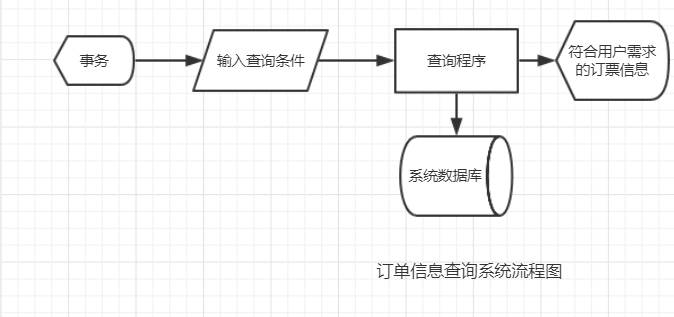 事务
输入查询条件
查询程序
符合用户需求
的订票信息
系统数据库
订单信息查询系统流程图